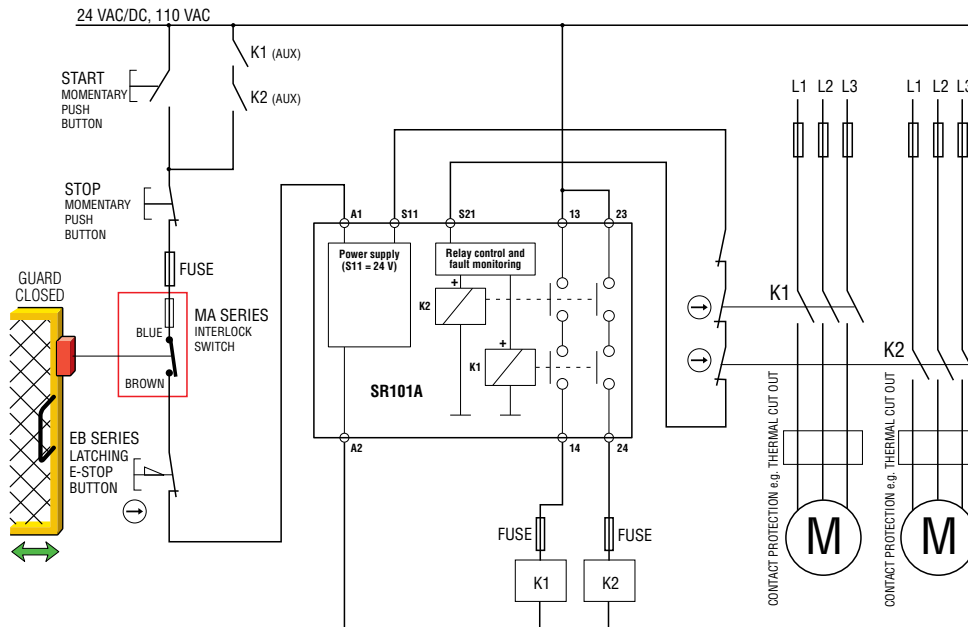 24 VAC/DC, 110 VAC
START
MOMENTARY
PUSH
BUTTON
K1 (AUX)
K2 (AUX)
STOP
MOMENTARY
PUSH
BUTTON
FUSE
GUARD
CLOSED
BLUE
BROWN
MA SERIES
INTERLOCK
SWITCH
EB SERIES
LATCHING
E-STOP
BUTTON
A1
S11
S21
13
23
Power supply
(S11 = 24 V)
Relay control and
fault monitoring
+
K2
+
K1
SR101A
A2
14
24
FUSE
FUSE
K1
K2
K1
K2
L1 L2 L3
L1 L2 L3
CONTACT PROTECTION e.g. THERMAL CUT OUT
CONTACT PROTECTION e.g. THERMAL CUT OUT
M
M